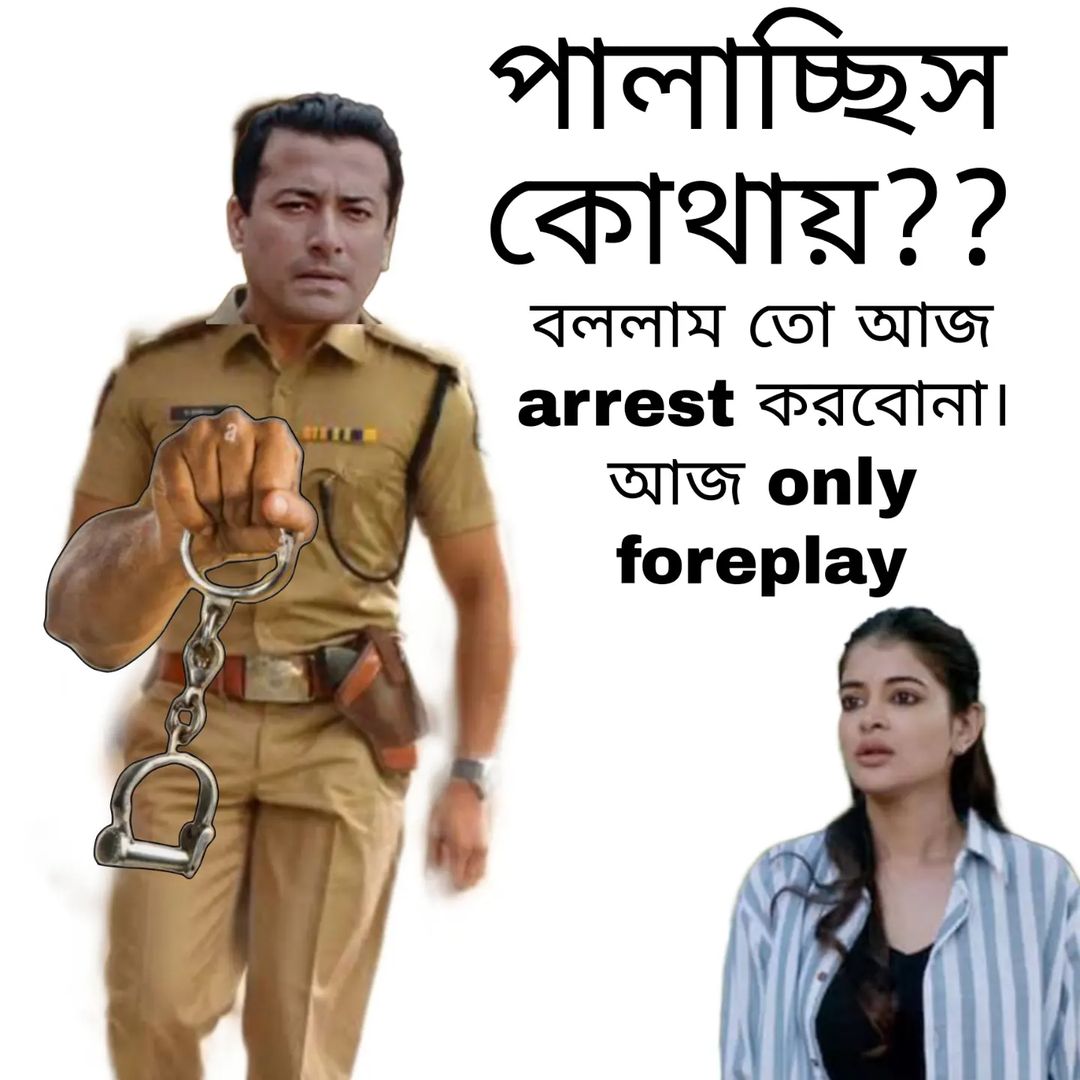 পালাচ্ছিস
কোথায়??
বললাম তো আজ
arrest করবোনা।
আজ only
foreplay